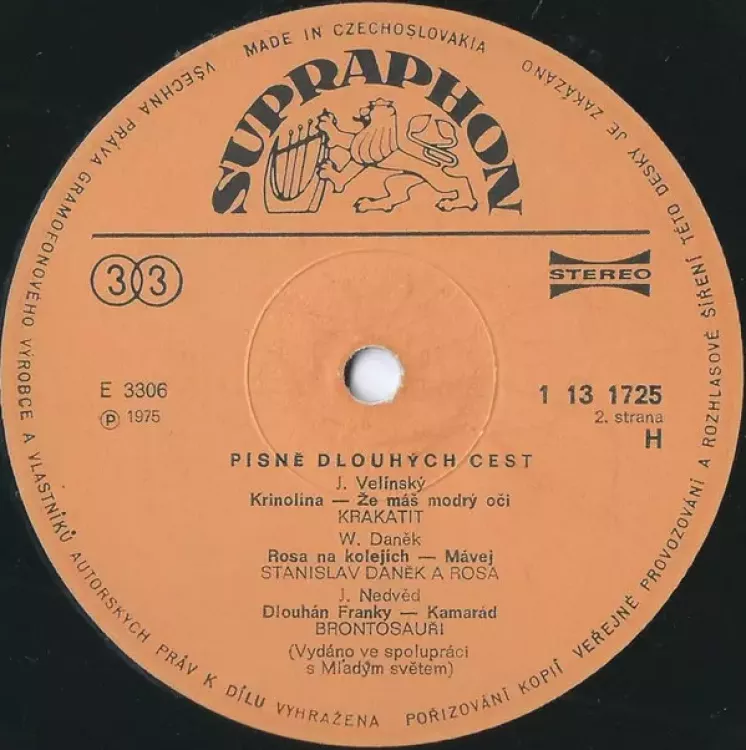 MADE IN CZECHOSLOVAKIA
VŠECHNA PRÁVA GRAMOFONOVÉHO VÝROBCE A VLASTNÍKŮ AUTORSKÝCH PRÁV K DÍLU VYHRAŽENA
POŘIZOVÁNÍ KOPIÍ VEŘEJNÉ PROVOZOVÁNÍ A ROZHLASOVÉ ŠÍŘENÍ TÉTO DESKY JE ZAKÁZÁNO
SUPRAPHON
33
STEREO
E 3306
℗ 1975
1 13 1725
2. strana
H
PÍSNĚ DLOUHÝCH CEST
J. Velínský
Krinolína — Že máš modrý oči
KRAKATIT
W. Daněk
Rosa na kolejích — Mávej
STANISLAV DANĚK A ROSA
J. Nedvěd
Dlouhán Franky — Kamarád
BRONTOSAUŘI
(Vydáno ve spolupráci
s Mladým světem)